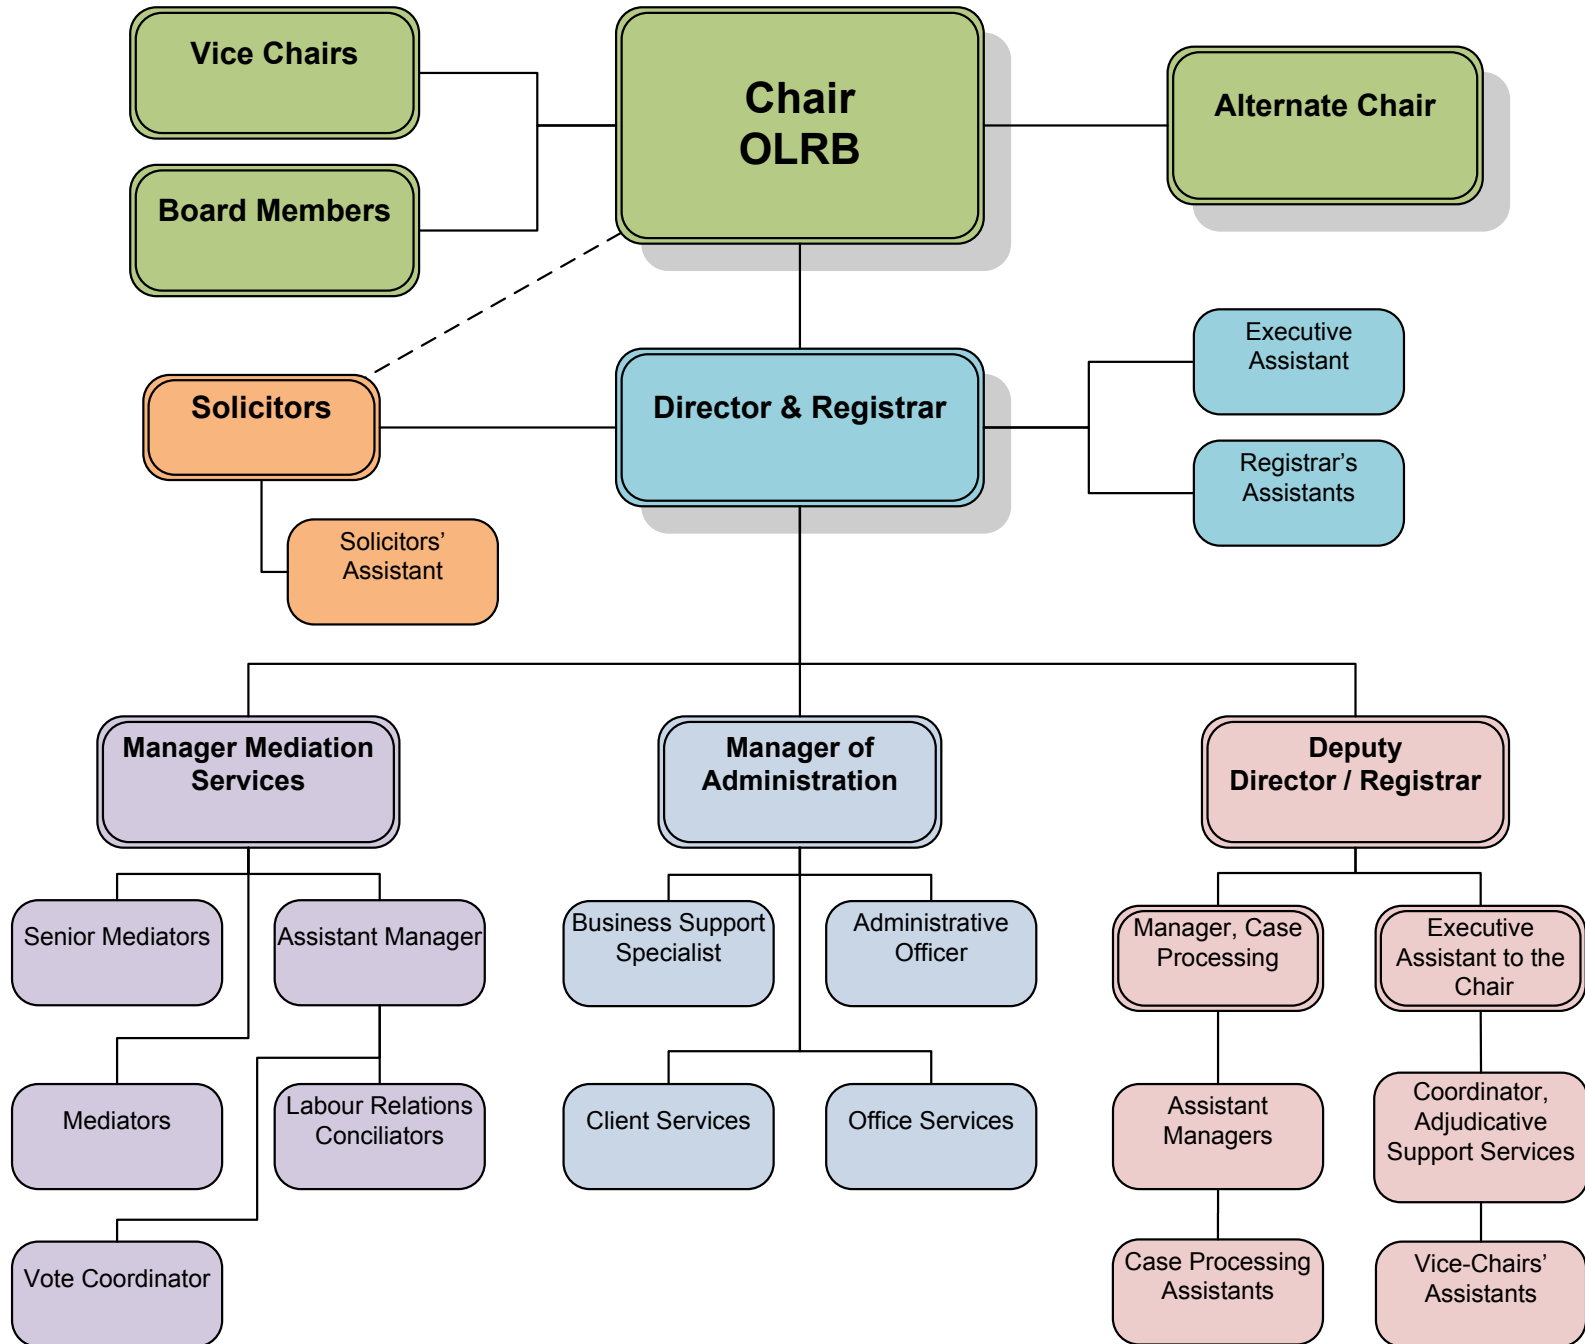 Vice Chairs
Chair
OLRB
Alternate Chair
Board Members
Solicitors
Director & Registrar
Executive
Assistant
Registrar’s
Assistants
Solicitors’
Assistant
Manager Mediation
Services
Manager of
Administration
Deputy
Director / Registrar
Senior Mediators
Assistant Manager
Business Support
Specialist
Administrative
Officer
Manager, Case
Processing
Executive
Assistant to the
Chair
Mediators
Labour Relations
Conciliators
Client Services
Office Services
Assistant
Managers
Coordinator,
Adjudicative
Support Services
Vote Coordinator
Case Processing
Assistants
Vice-Chairs’
Assistants